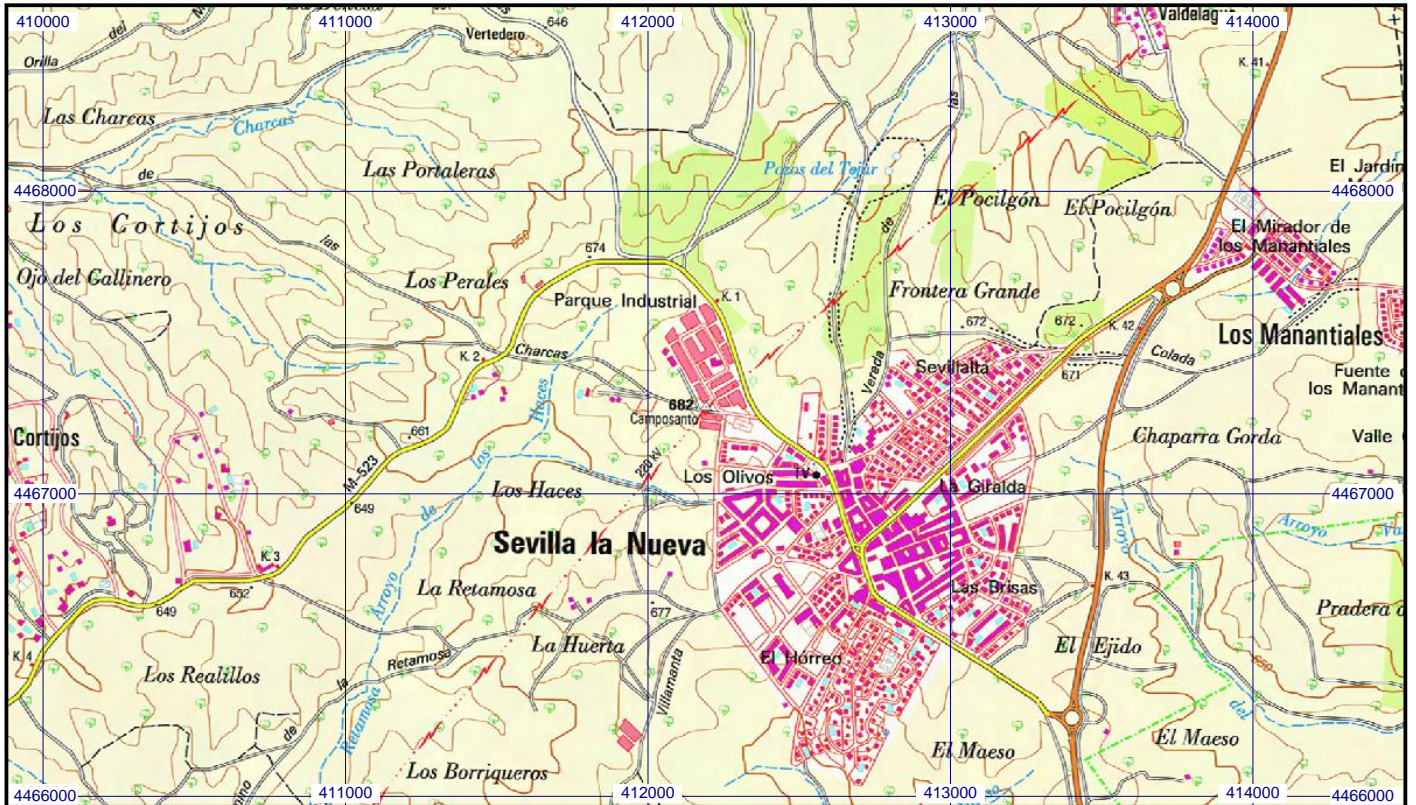 410000
411000
412000
413000
414000
del
646
Valdelagua
Vertedero
Orilla
K. 41
Las Charcas
Charcas
las
Las Portaleras
Pozos del Tejar
El Jardín
de
4468000
4468000
El Pocilgón
El Pocilgón
Los Cortijos
de
El Mirador de
los Manantiales
las
650
674
Ojo del Gallinero
Los Perales
Frontera Grande
Parque Industrial
K. 1
672
672
K. 42
Los Manantiales
K. 2
Charcas
Colada
Vereda
Sevillalta
671
Fuente d
los Manant
Haces
682
Camposanto
661
Cortijos
Chaparra Gorda
Valle
los
220 KV
M-523
Los Olivos
TV
La Giralda
Los Haces
4467000
4467000
649
de
Arroyo
Arroyo
Sevilla la Nueva
K. 3
K. 43
Arroyo
La Retamosa
Las Brisas
652
649
677
Pradera d
La Huerta
El Ejido
K. 4
Retamosa
El Hórreo
650
Los Realillos
la
Villamanta
Retamosa
del
de
El Maeso
El Maeso
Los Borriqueros
4466000
411000
412000
413000
414000
4466000